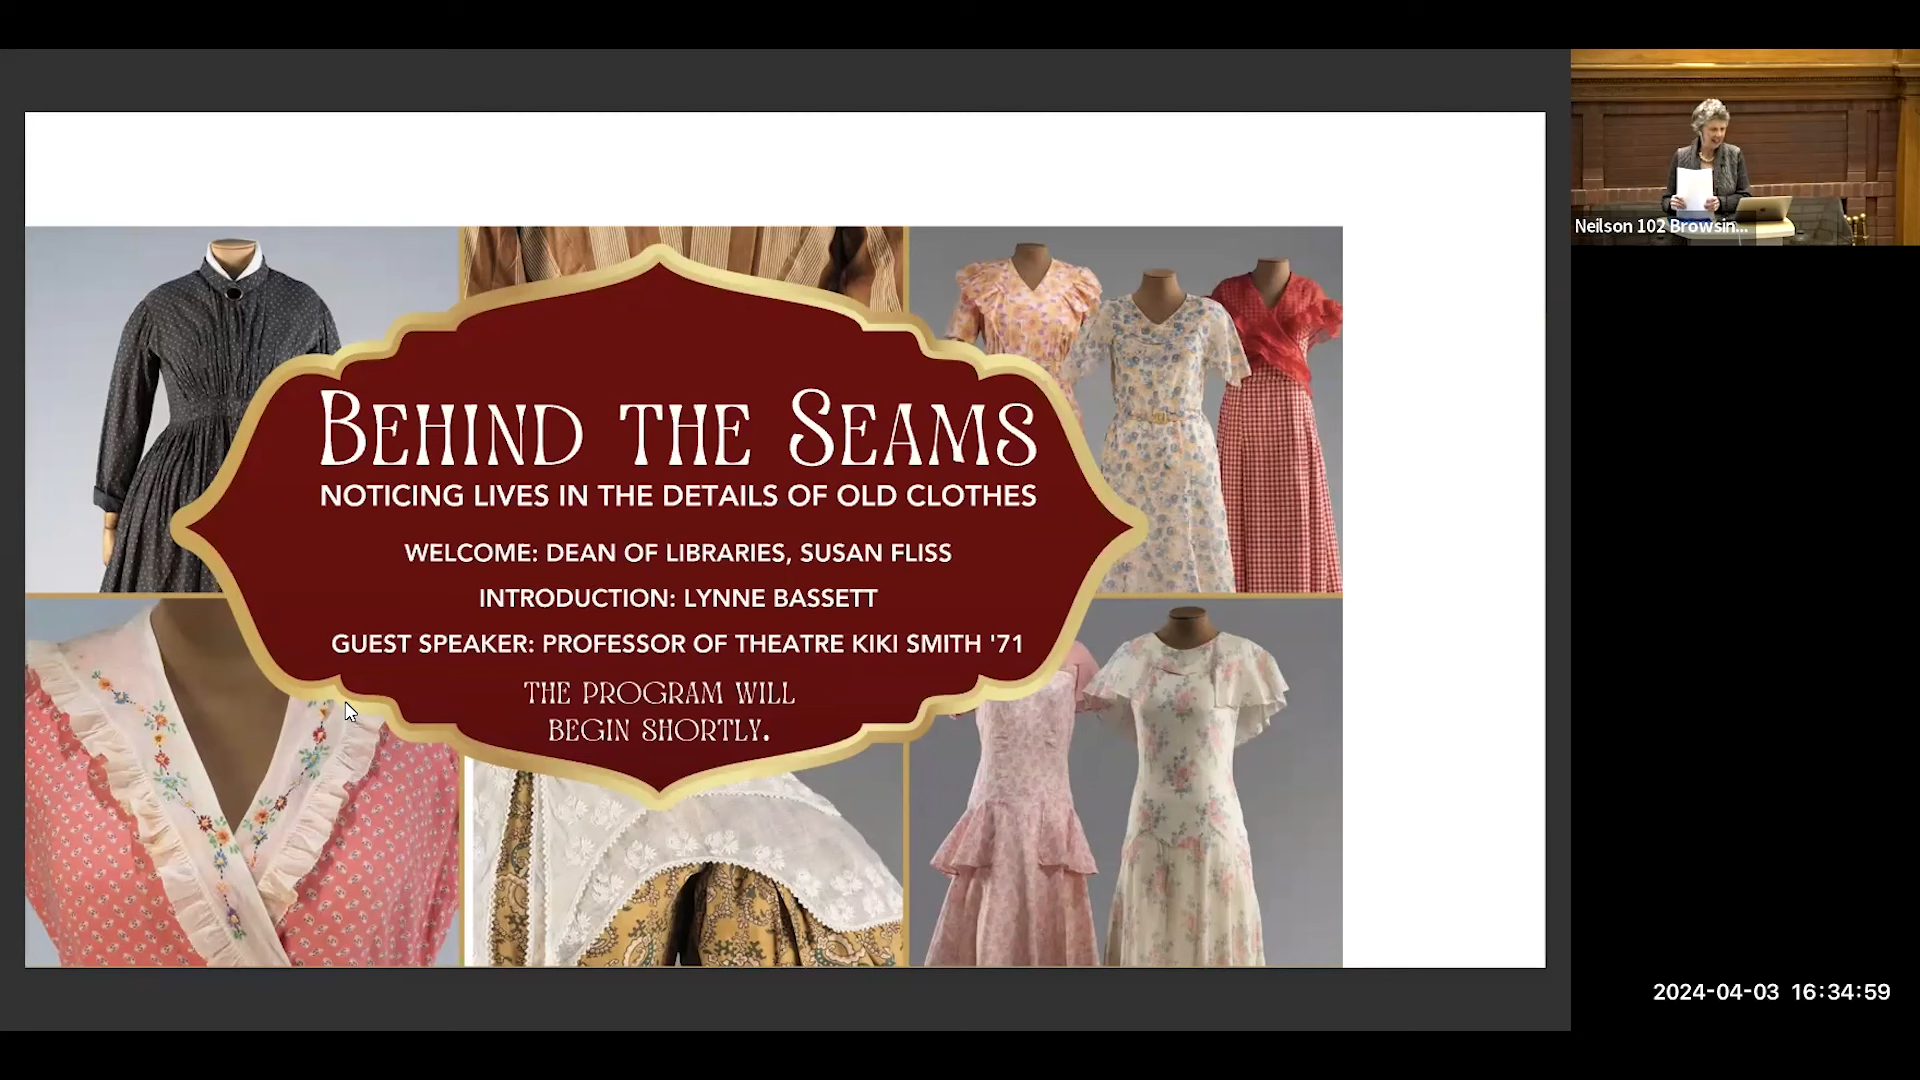 Neilson 102 Browsin...
BEHIND THE SEAMS
NOTICING LIVES IN THE DETAILS OF OLD CLOTHES
WELCOME: DEAN OF LIBRARIES, SUSAN FLISS
INTRODUCTION: LYNNE BASSETT
GUEST SPEAKER: PROFESSOR OF THEATRE KIKI SMITH '71
THE PROGRAM WILL
BEGIN SHORTLY.
2024-04-03 16:34:59